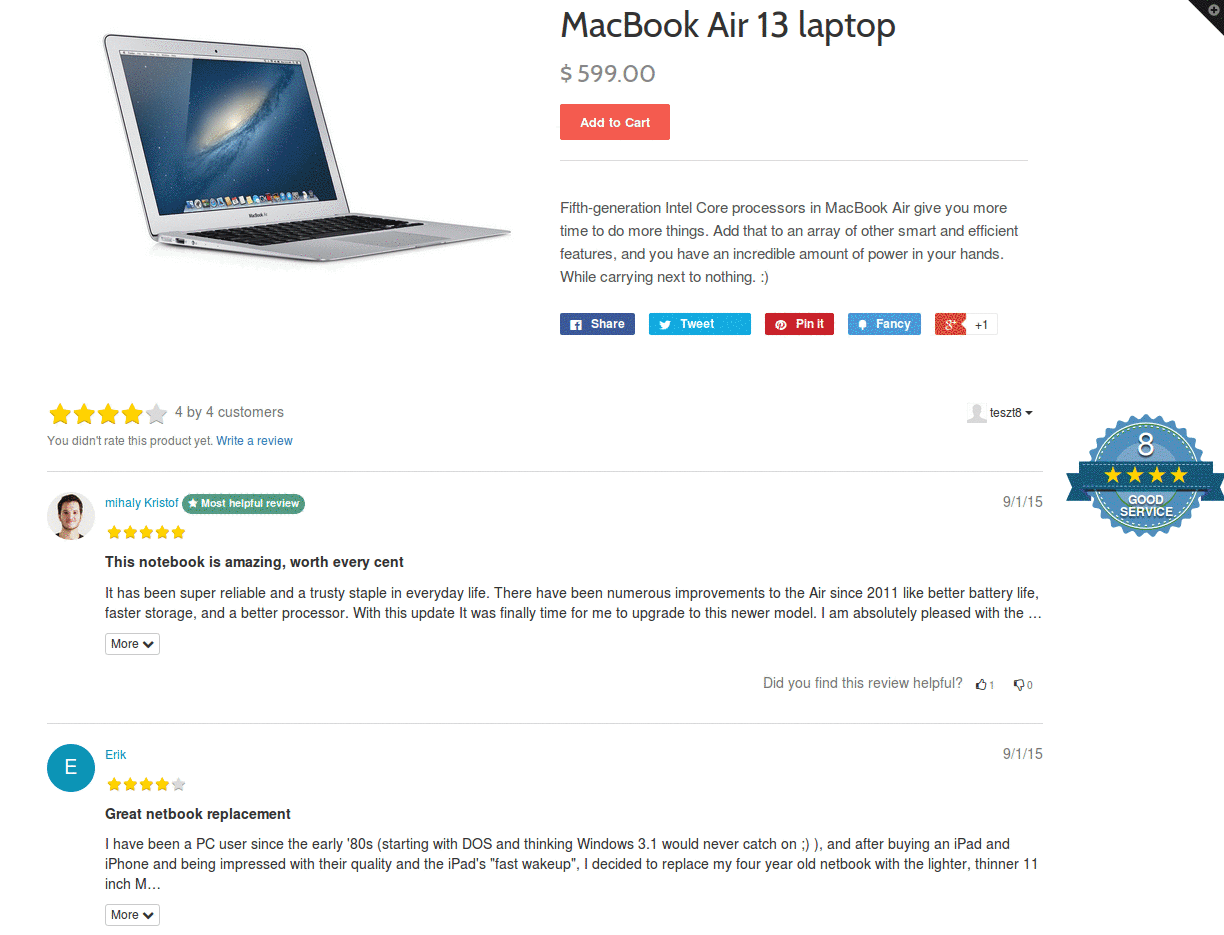 MacBook Air 13 laptop
$ 599.00
Add to Cart
MacBook Air
Fifth-generation Intel Core processors in MacBook Air give you more
time to do more things. Add that to an array of other smart and efficient
features, and you have an incredible amount of power in your hands.
While carrying next to nothing. :)
Share Tweet Pin it Fancy g+ +1
4 by 4 customers
teszt8
You didn't rate this product yet. Write a review
8
GOOD
SERVICE
mihaly Kristof Most helpful review 9/1/15
This notebook is amazing, worth every cent
It has been super reliable and a trusty staple in everyday life. There have been numerous improvements to the Air since 2011 like better battery life,
faster storage, and a better processor. With this update It was finally time for me to upgrade to this newer model. I am absolutely pleased with the …
More
Did you find this review helpful? 1 0
E
Erik 9/1/15
Great netbook replacement
I have been a PC user since the early '80s (starting with DOS and thinking Windows 3.1 would never catch on ;) ), and after buying an iPad and
iPhone and being impressed with their quality and the iPad's "fast wakeup", I decided to replace my four year old netbook with the lighter, thinner 11
inch M…
More